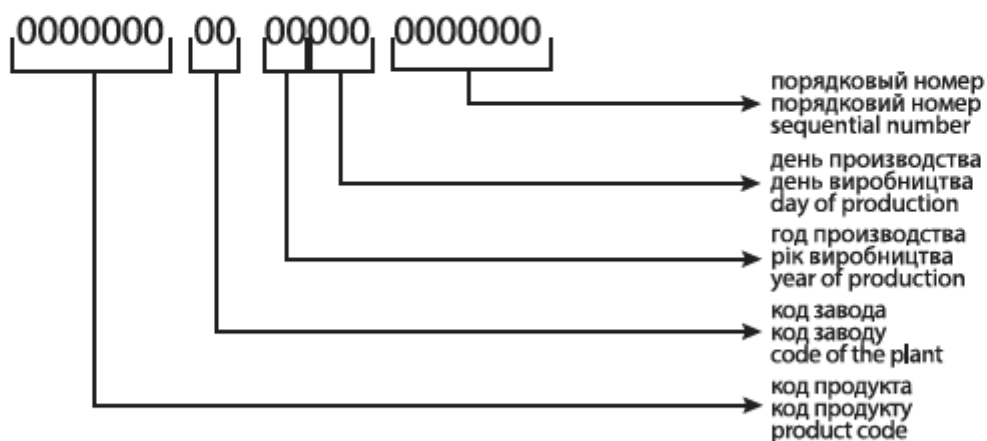 0000000 00 00000 0000000
порядковый номер
порядковий номер
sequential number
день производства
день виробництва
day of production
год производства
рік виробництва
year of production
код завода
код заводу
code of the plant
код продукта
код продукту
product code